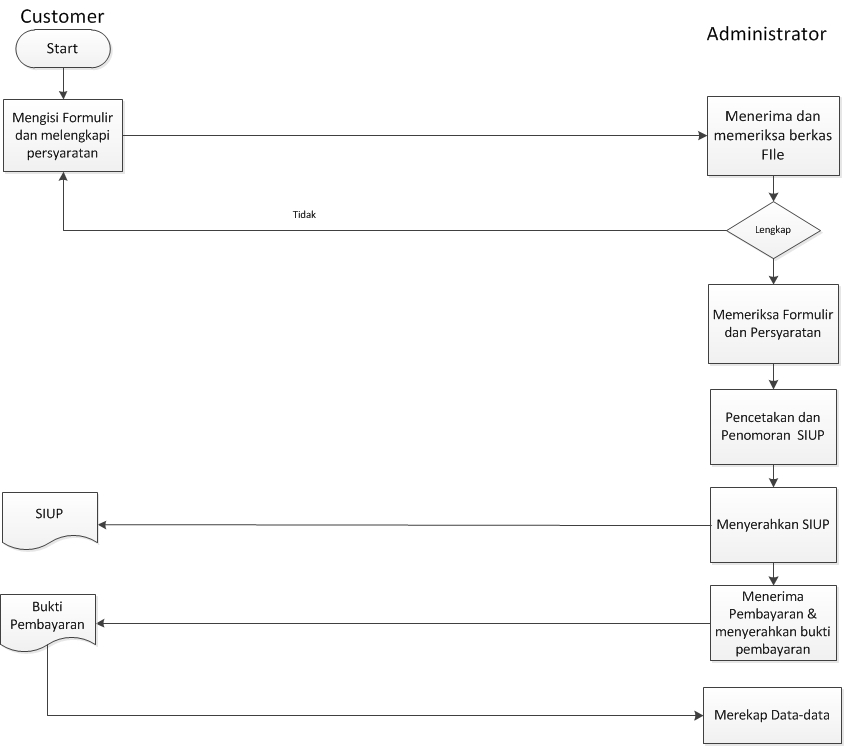 Customer
Administrator
Start
Mengisi Formulir
dan melengkapi
persyaratan
Menerima dan
memeriksa berkas
FIle
Tidak
Lengkap
Memeriksa Formulir
dan Persyaratan
Pencetakan dan
Penomoran SIUP
SIUP
Menyerahkan SIUP
Bukti
Pembayaran
Menerima
Pembayaran &
menyerahkan bukti
pembayaran
Merekap Data-data